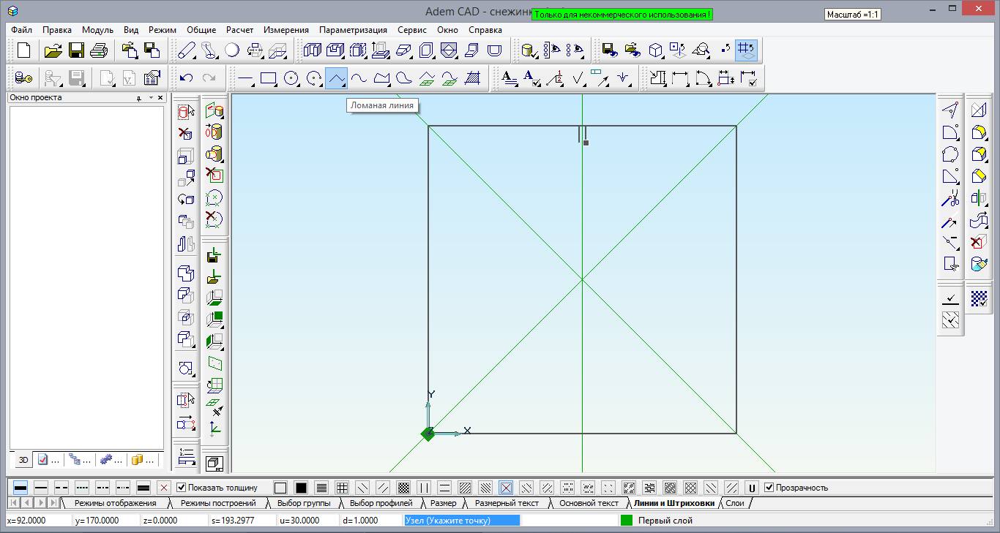 Adem CAD - снежинк
Только для некоммерческого использования !
Масштаб =1:1
Файл Правка Модуль Вид Режим Общие Расчет Измерения Параметризация Сервис Окно Справка
Окно проекта
Ломаная линия
Y
Z
X
3D ... ... ... ...
Показать толщину
U
Прозрачность
Режимы отображения Режимы построений Выбор группы Выбор профилей Размер Размерный текст Основной текст Линии и Штриховки Слои
x=92.0000 y=170.0000 z=0.0000 s=193.2977 u=30.0000 d=1.0000 Узел (Укажите точку) Первый слой